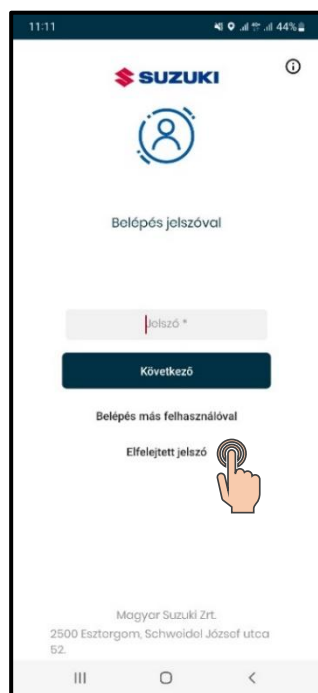 11:11
44%
SUZUKI
Belépés jelszóval
Jelszó *
Következő
Belépés más felhasználóval
Elfelejtett jelszó
Magyar Suzuki Zrt.
2500 Esztergom, Schweidel József utca
52.